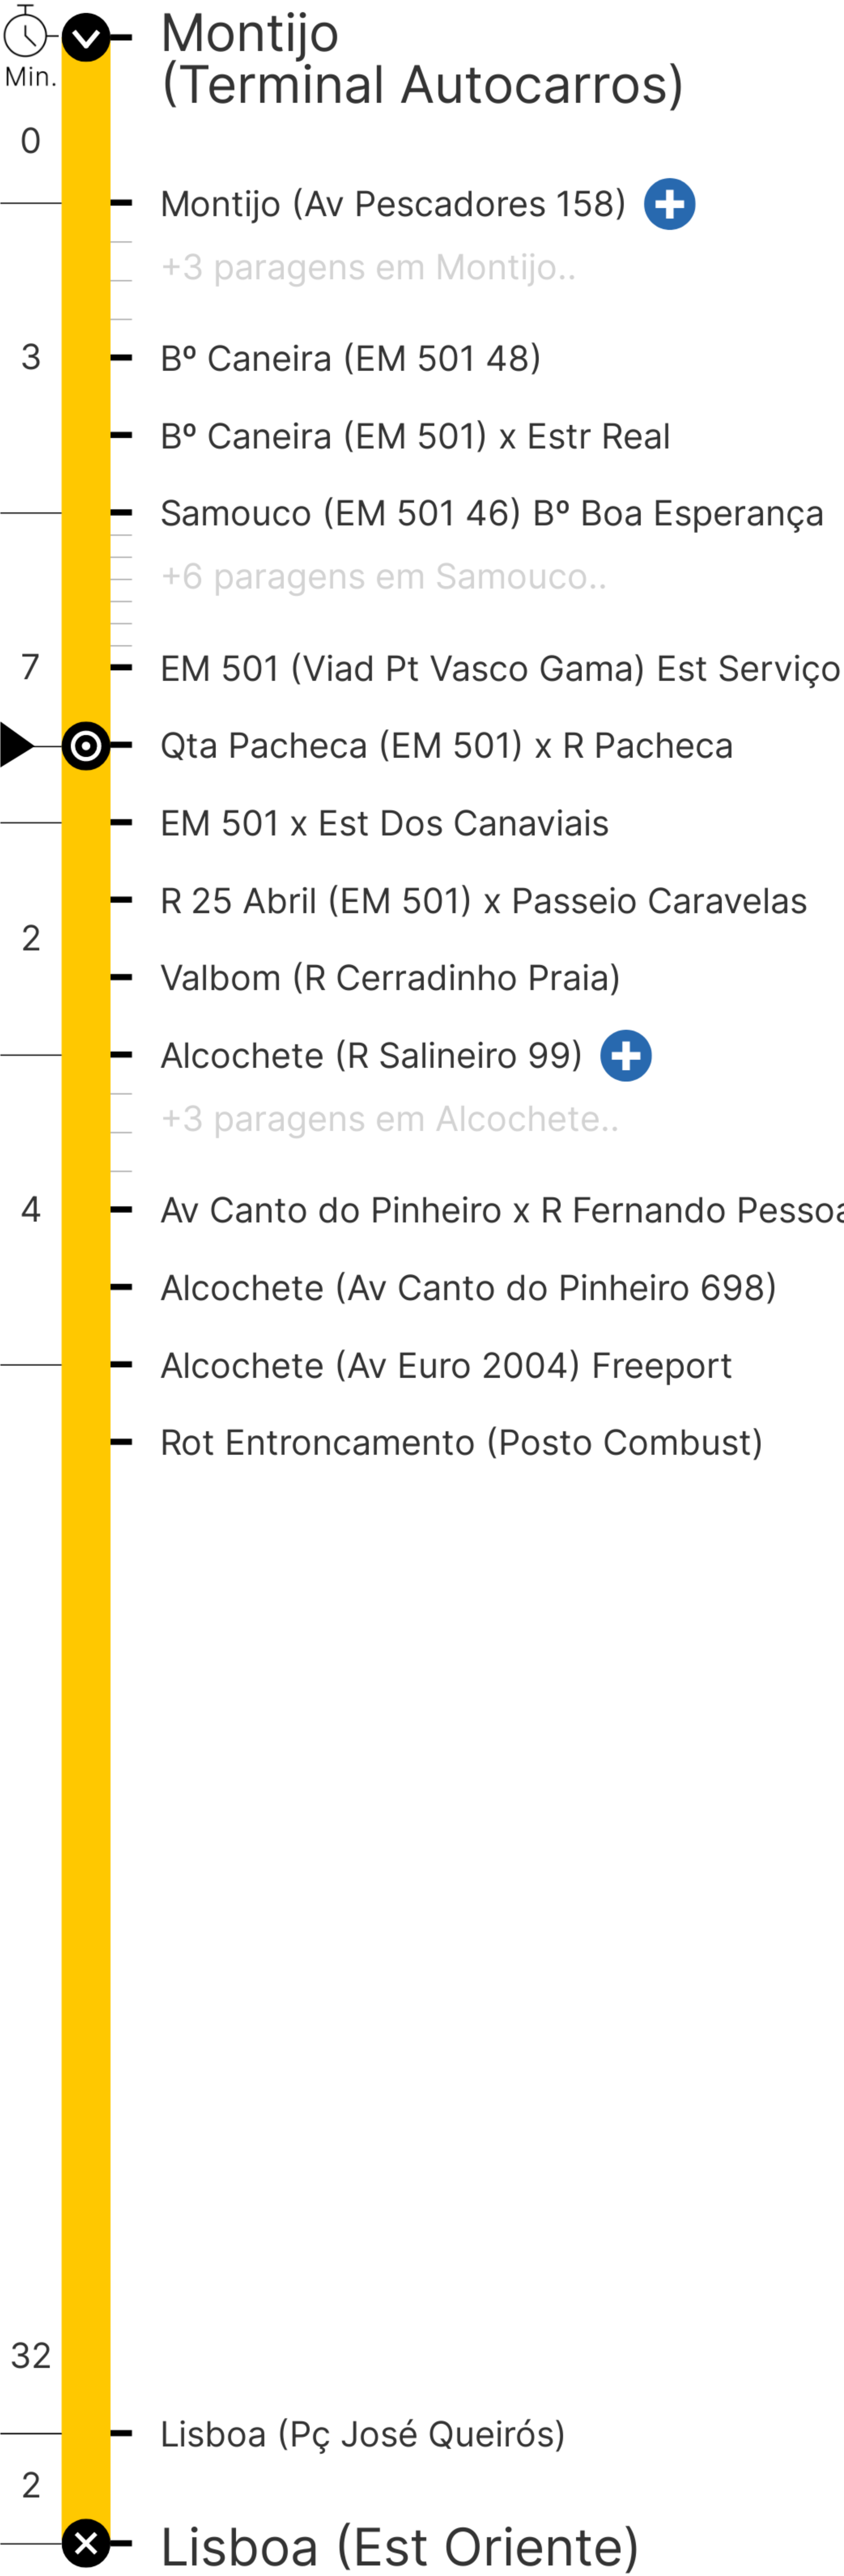 Montijo
(Terminal Autocarros)
Min.
0
Montijo (Av Pescadores 158)
+3 paragens em Montijo..
3
Bº Caneira (EM 501 48)
Bº Caneira (EM 501) x Estr Real
Samouco (EM 501 46) Bº Boa Esperança
+6 paragens em Samouco..
7
EM 501 (Viad Pt Vasco Gama) Est Serviço
Qta Pacheca (EM 501) x R Pacheca
EM 501 x Est Dos Canaviais
R 25 Abril (EM 501) x Passeio Caravelas
2
Valbom (R Cerradinho Praia)
Alcochete (R Salineiro 99)
+3 paragens em Alcochete..
4
Av Canto do Pinheiro x R Fernando Pessoa
Alcochete (Av Canto do Pinheiro 698)
Alcochete (Av Euro 2004) Freeport
Rot Entroncamento (Posto Combust)
32
Lisboa (Pç José Queirós)
2
Lisboa (Est Oriente)